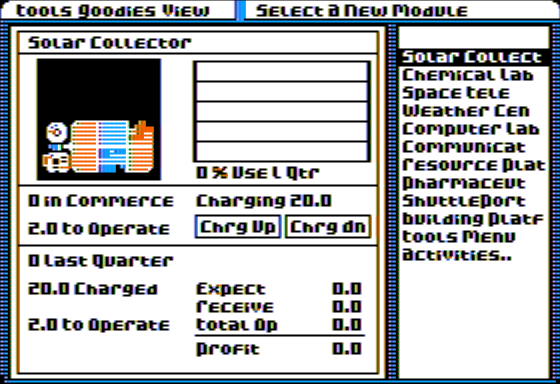 tools goodies View
Select a New Module
Solar Collector
0 % Use l Qtr
0 in Commerce
Charging 20.0
2.0 to Operate
Chrg Up
Chrg dn
0 last Quarter
20.0 Charged
Expect 0.0
receive 0.0
2.0 to Operate
total Op 0.0
profit 0.0
Solar Collect
Chemical lab
Space tele
Weather Cen
Computer lab
Communicat
resource plat
pharmaceut
Shuttleport
building platf
tools Menu
activities..